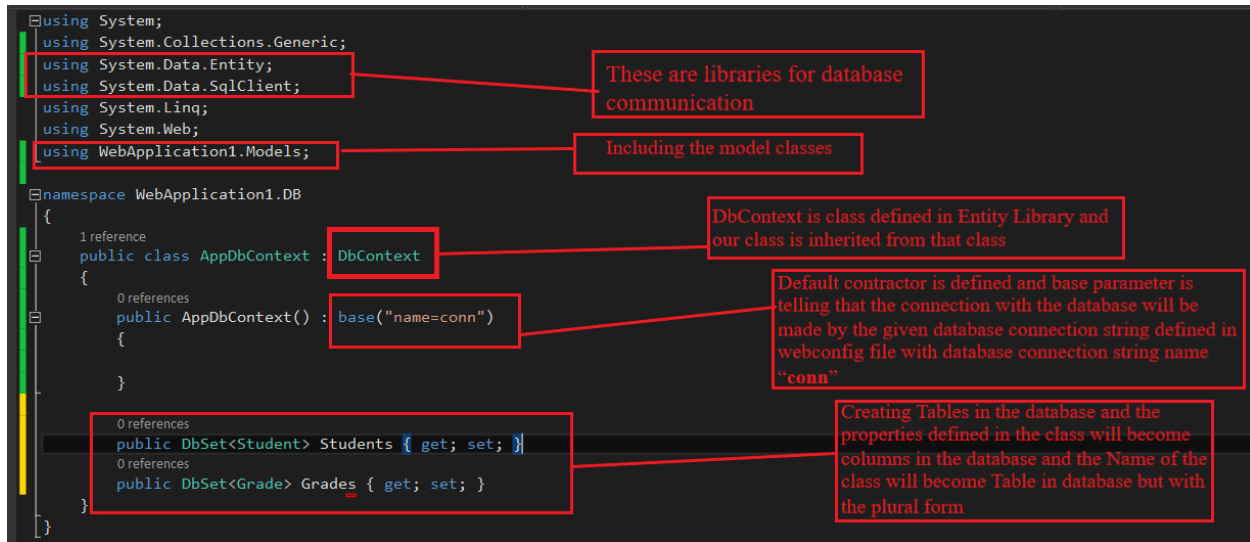 using System;
using System.Collections.Generic;
using System.Data.Entity;
using System.Data.SqlClient;
using System.Linq;
using System.Web;
using WebApplication1.Models;
These are libraries for database
communication
Including the model classes
namespace WebApplication1.DB
{
1 reference
public class AppDbContext : DbContext
{
0 references
public AppDbContext() : base("name=conn")
{
}
0 references
public DbSet<Student> Students { get; set; }
0 references
public DbSet<Grade> Grades { get; set; }
}
}
DbContext is class defined in Entity Library and
our class is inherited from that class
Default contractor is defined and base parameter is
telling that the connection with the database will be
made by the given database connection string defined in
webconfig file with database connection string name
“conn”
Creating Tables in the database and the
properties defined in the class will become
columns in the database and the Name of the
class will become Table in database but with
the plural form